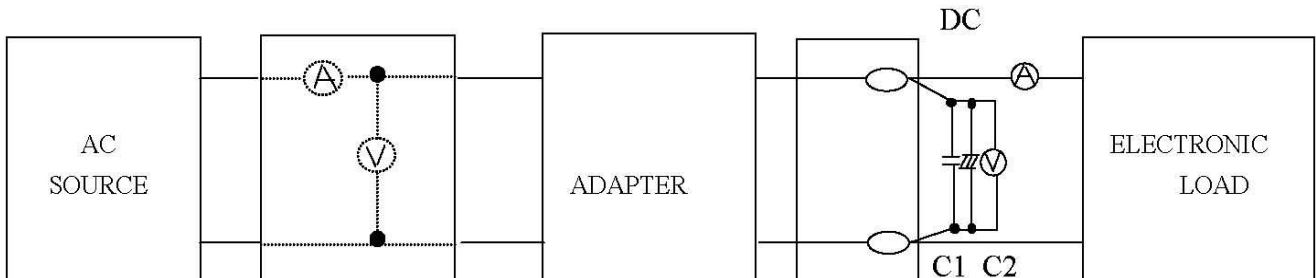 DC
AC
SOURCE
A
V
ADAPTER
A
V
ELECTRONIC
LOAD
C1 C2